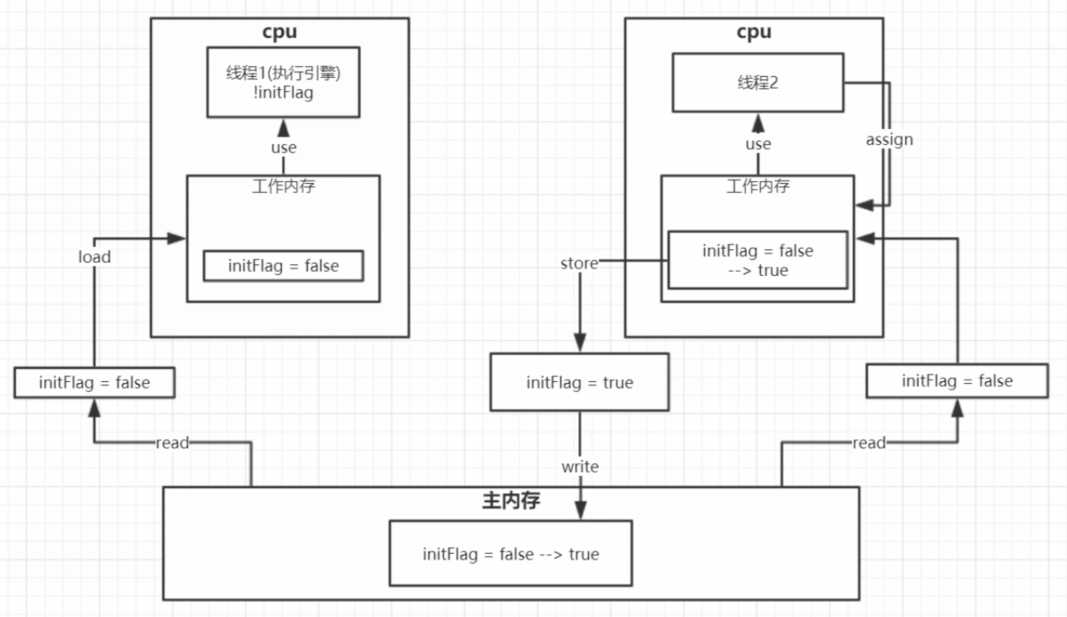 cpu
线程1(执行引擎)
!initFlag
use
工作内存
initFlag = false
load
initFlag = false
read
cpu
线程2
assign
use
工作内存
initFlag = false
--> true
store
initFlag = true
write
initFlag = false
read
主内存
initFlag = false --> true